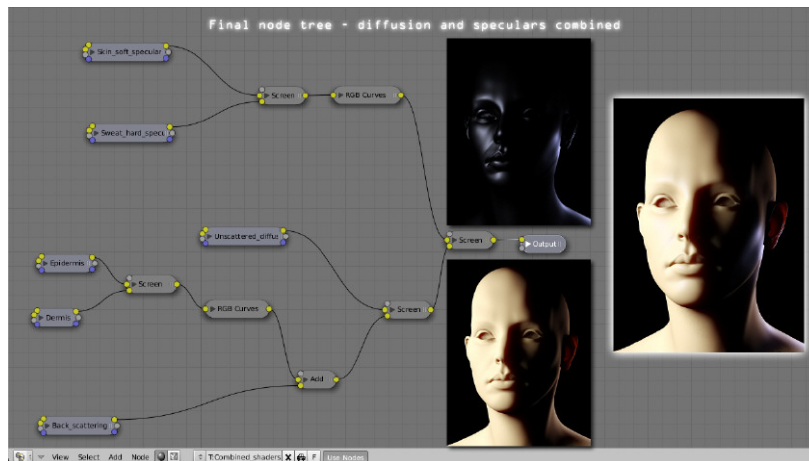 Final node tree - diffusion and speculars combined
Skin_soft_specular
Screen
RGB Curves
Sweat_hard_specu
Unscattered_diffus
Screen
Output
Epidermis
Screen
Dermis
RGB Curves
Screen
Add
Back_scattering
View Select Add Node T:Combined_shaders X F Use Nodes